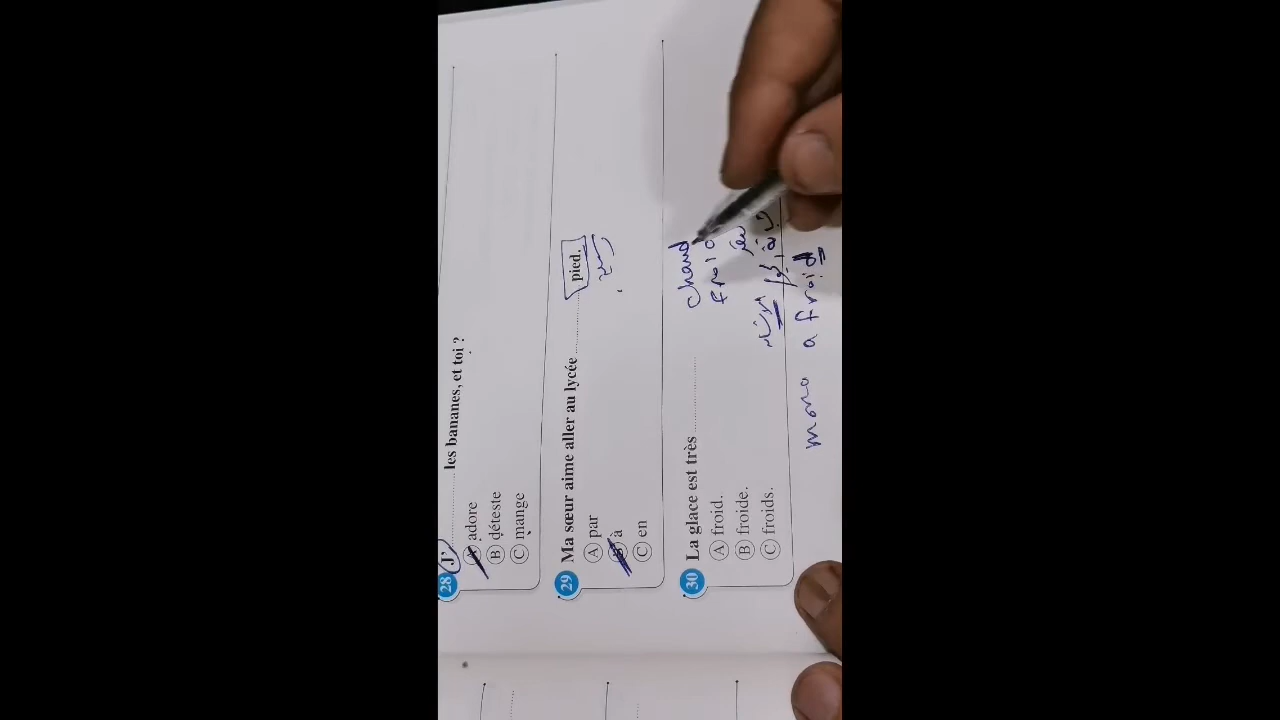 28 J' ............ les bananes, et toi ?
A adore
B déteste
C mange
29 Ma sœur aime aller au lycée ............ pied.
A par
B à
C en
30 La glace est très ............
A froid.
B froide.
C froids.
chaud
froid
mona a froid